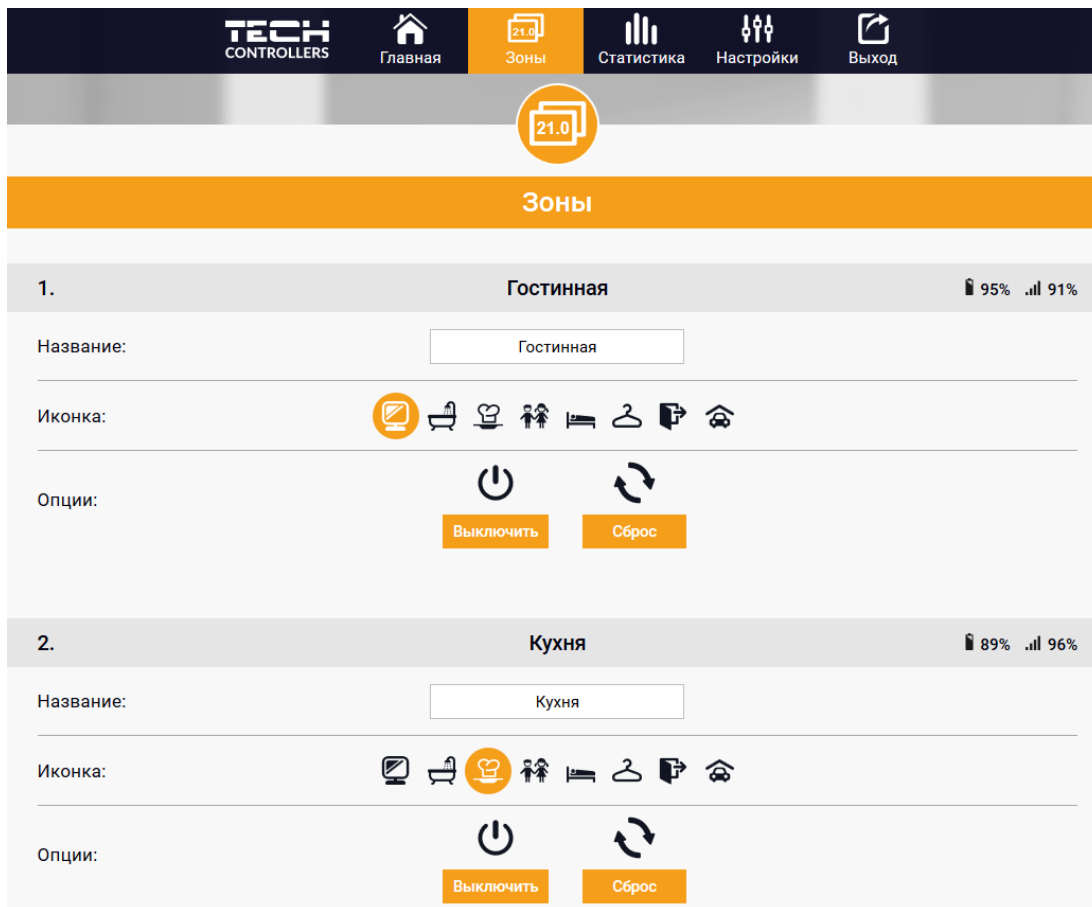 TECH
CONTROLLERS
Главная
21.0
Зоны
Статистика
Настройки
Выход
21.0
Зоны
1. Гостинная 95% 91%
Название: Гостинная
Иконка:
Опции:
Выключить Сброс
2. Кухня 89% 96%
Название: Кухня
Иконка:
Опции:
Выключить Сброс